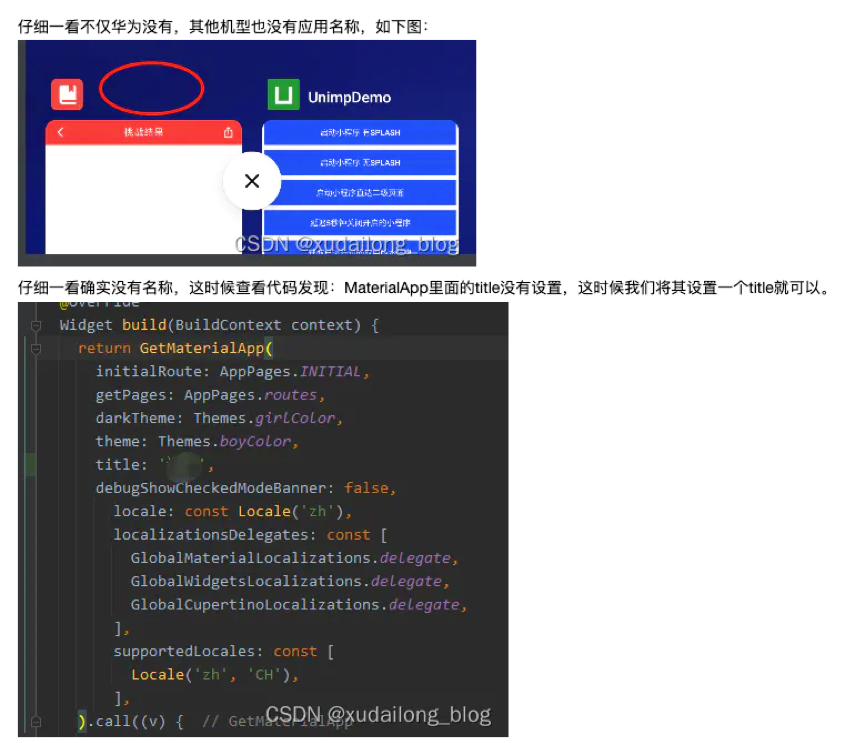 仔细一看不仅华为没有，其他机型也没有应用名称，如下图：
UnimpDemo
挑战结果
启动小程序 有SPLASH
启动小程序 无SPLASH
启动小程序直达二级页面
延迟5秒钟关闭开启的小程序
CSDN @xudailong_blog
仔细一看确实没有名称，这时候查看代码发现：MaterialApp里面的title没有设置，这时候我们将其设置一个title就可以。
@override
Widget build(BuildContext context) {
return GetMaterialApp(
initialRoute: AppPages.INITIAL,
getPages: AppPages.routes,
darkTheme: Themes.girlColor,
theme: Themes.boyColor,
title: '',
debugShowCheckedModeBanner: false,
locale: const Locale('zh'),
localizationsDelegates: const [
GlobalMaterialLocalizations.delegate,
GlobalWidgetsLocalizations.delegate,
GlobalCupertinoLocalizations.delegate,
],
supportedLocales: const [
Locale('zh', 'CH'),
],
).call((v) { // GetMaterialApp
CSDN @xudailong_blog